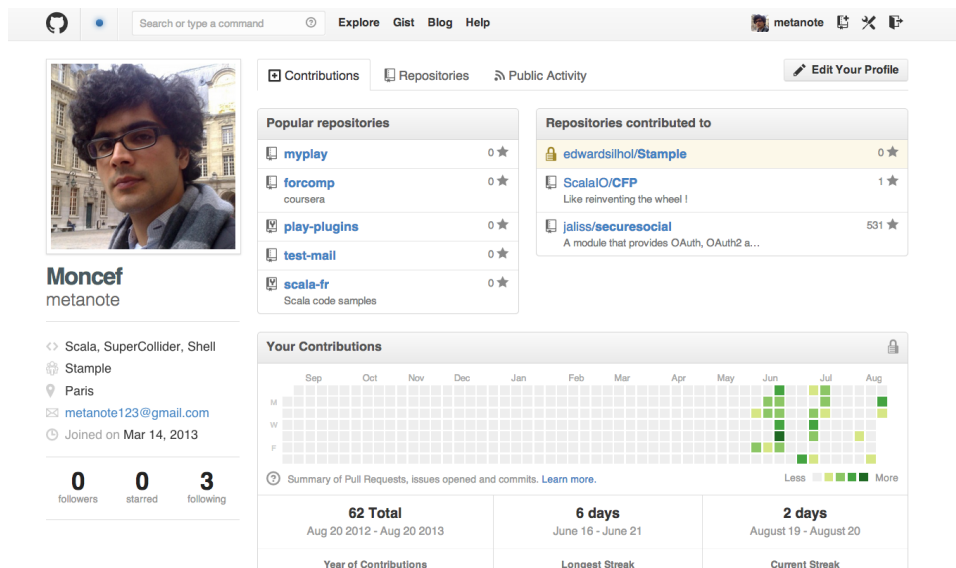 Search or type a command
Explore Gist Blog Help
metanote
Contributions
Repositories
Public Activity
Edit Your Profile
Moncef
metanote
Scala, SuperCollider, Shell
Stample
Paris
metanote123@gmail.com
Joined on Mar 14, 2013
0
followers
0
starred
3
following
Popular repositories
myplay
0
forcomp
0
coursera
play-plugins
0
test-mail
0
scala-fr
0
Scala code samples
Repositories contributed to
edwardsilhol/Stample
0
ScalaIO/CFP
1
Like reinventing the wheel !
jaliss/securesocial
531
A module that provides OAuth, OAuth2 a...
Your Contributions
Sep Oct Nov Dec Jan Feb Mar Apr May Jun Jul Aug
M
W
F
Summary of Pull Requests, issues opened and commits. Learn more.
Less More
62 Total
Aug 20 2012 - Aug 20 2013
Year of Contributions
6 days
June 16 - June 21
Longest Streak
2 days
August 19 - August 20
Current Streak